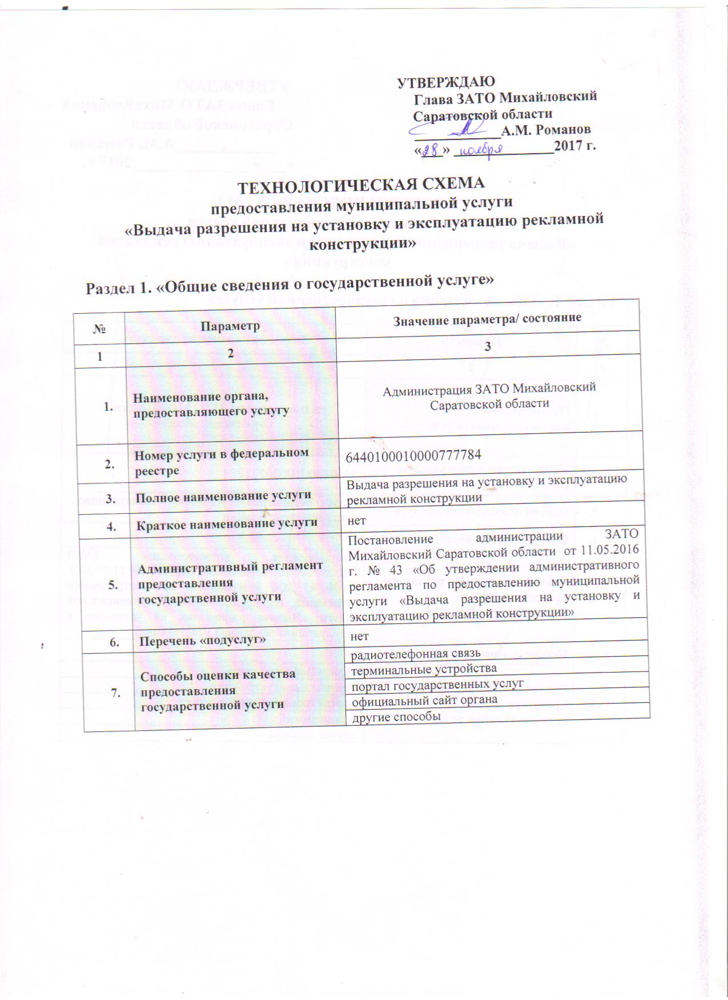 УТВЕРЖДАЮ
Глава ЗАТО Михайловский
Саратовской области
____________А.М. Романов
«28» ноября 2017 г.
ТЕХНОЛОГИЧЕСКАЯ СХЕМА
предоставления муниципальной услуги
«Выдача разрешения на установку и эксплуатацию рекламной
конструкции»
Раздел 1. «Общие сведения о государственной услуге»
№ Параметр Значение параметра/ состояние
1 2 3
1. Наименование органа,
предоставляющего услугу
Администрация ЗАТО Михайловский
Саратовской области
2. Номер услуги в федеральном
реестре
6440100010000777784
3. Полное наименование услуги
Выдача разрешения на установку и эксплуатацию
рекламной конструкции
4. Краткое наименование услуги нет
5. Административный регламент
предоставления
государственной услуги
Постановление администрации ЗАТО
Михайловский Саратовской области от 11.05.2016
г. № 43 «Об утверждении административного
регламента по предоставлению муниципальной
услуги «Выдача разрешения на установку и
эксплуатацию рекламной конструкции»
6. Перечень «подуслуг» нет
7. Способы оценки качества
предоставления
государственной услуги
радиотелефонная связь
терминальные устройства
портал государственных услуг
официальный сайт органа
другие способы